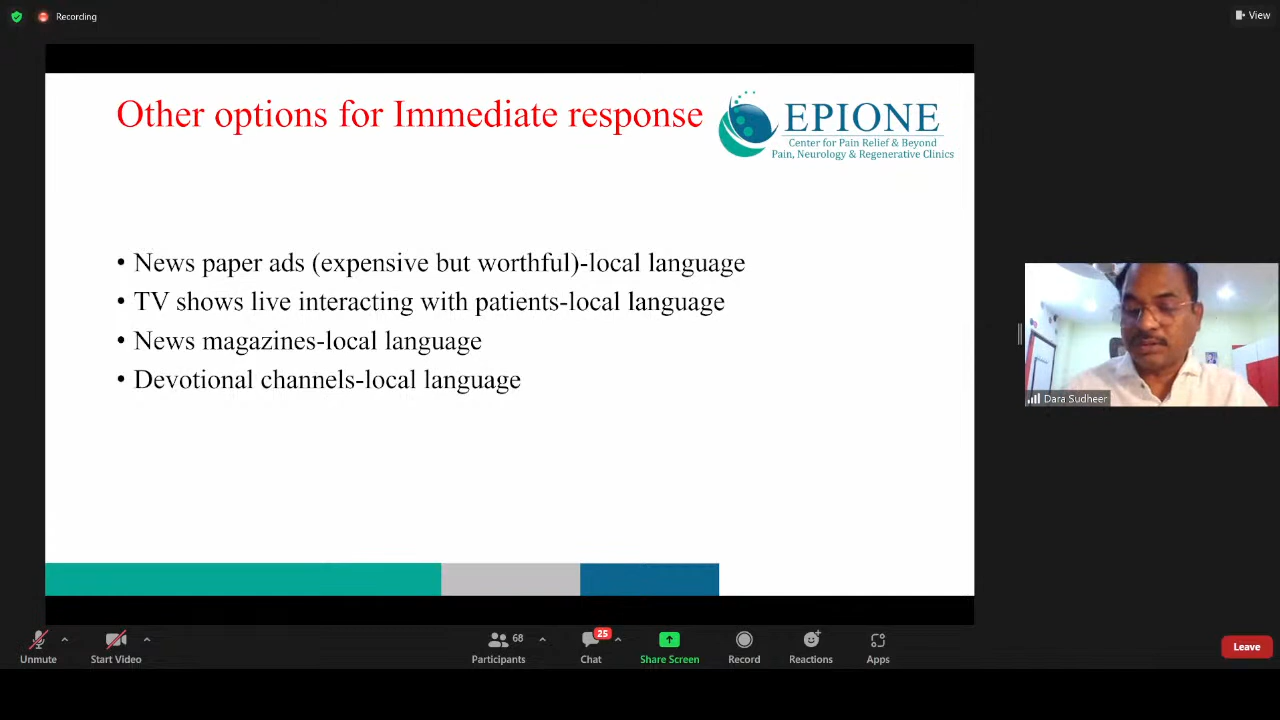 Recording
View
Other options for Immediate response
EPIONE
Center for Pain Relief & Beyond
Pain, Neurology & Regenerative Clinics
• News paper ads (expensive but worthful)-local language
• TV shows live interacting with patients-local language
• News magazines-local language
• Devotional channels-local language
Dara Sudheer
68
25
Unmute
Start Video
Participants
Chat
Share Screen
Record
Reactions
Apps
Leave